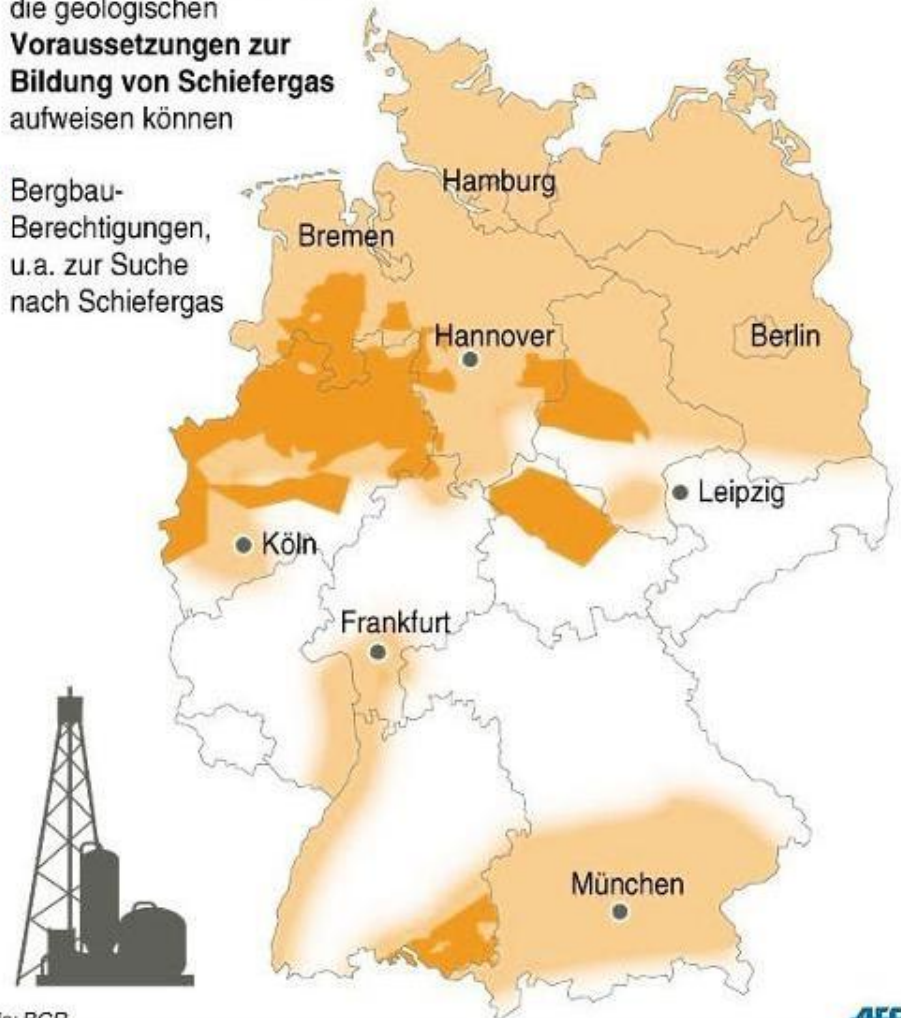 die geologischen
Voraussetzungen zur
Bildung von Schiefergas
aufweisen können
Bergbau-
Berechtigungen,
u.a. zur Suche
nach Schiefergas
Hamburg
Bremen
Hannover
Berlin
Leipzig
Köln
Frankfurt
München
BGR